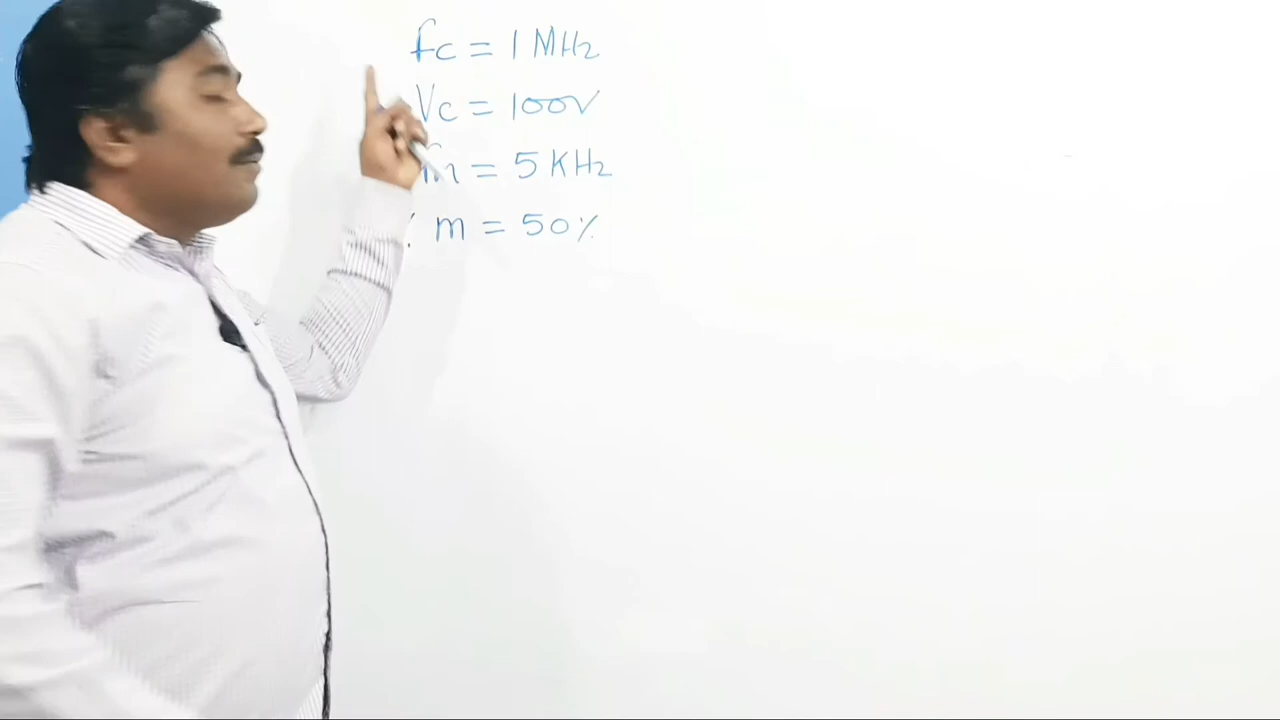 fc = 1 MHz
Vc = 100V
fm = 5 KHz
% m = 50%